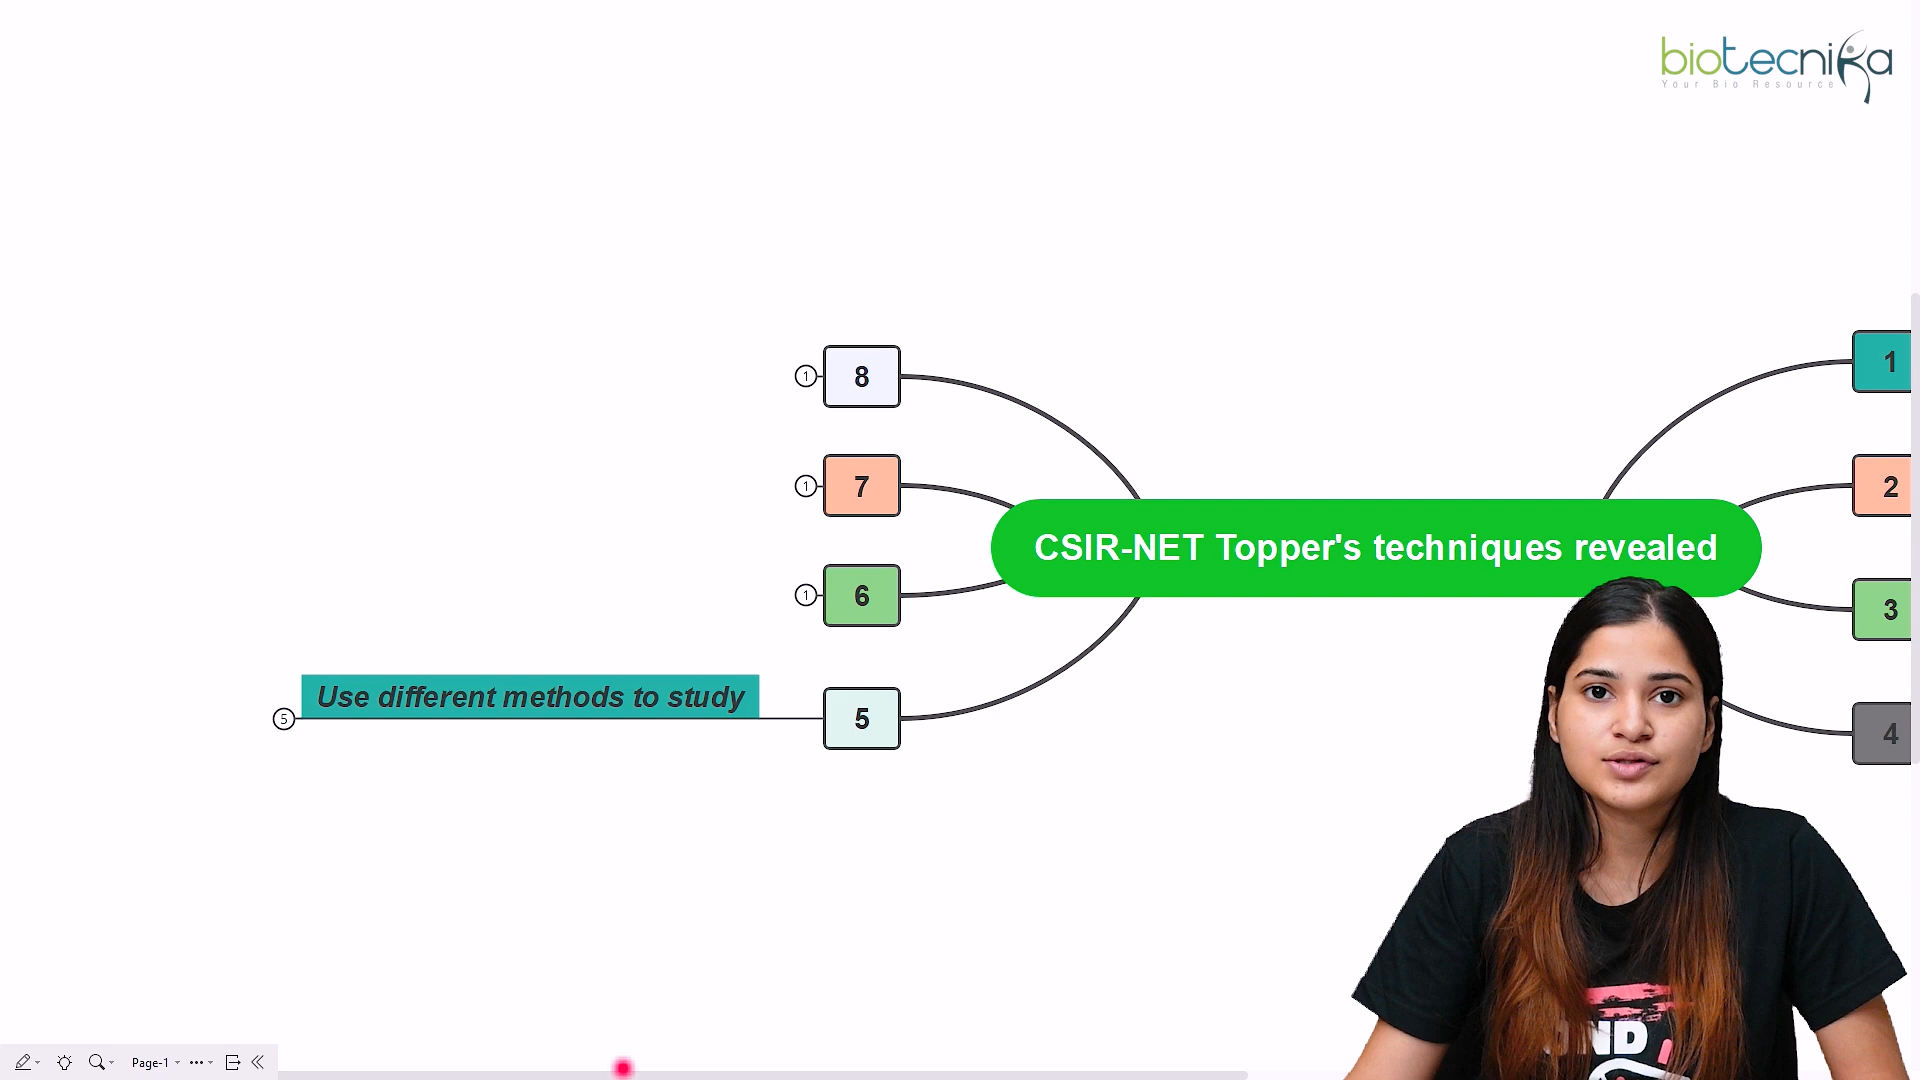 biotecnika
Your Bio Resource
1 8
1
1 7
2
CSIR-NET Topper's techniques revealed
1 6
3
Use different methods to study
5 5
4
ND
Page-1